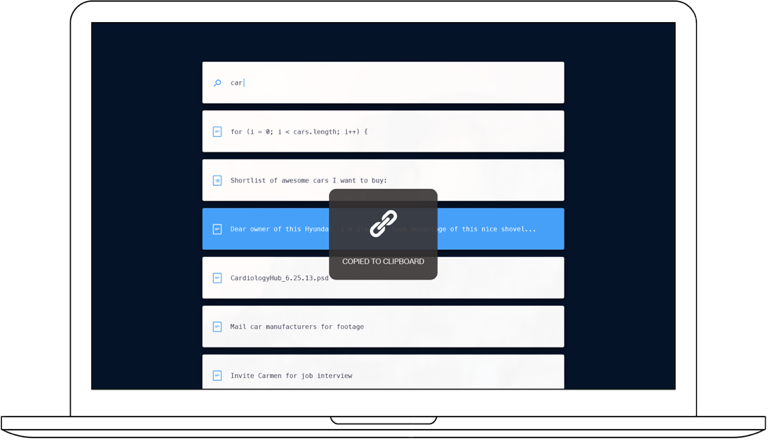 car
for (i = 0; i < cars.length; i++) {
Shortlist of awesome cars I want to buy:
Dear owner of this Hyunda of this nice shovel...
COPIED TO CLIPBOARD
CardiologyHub_6.25.13.psd
Mail car manufacturers for footage
Invite Carmen for job interview